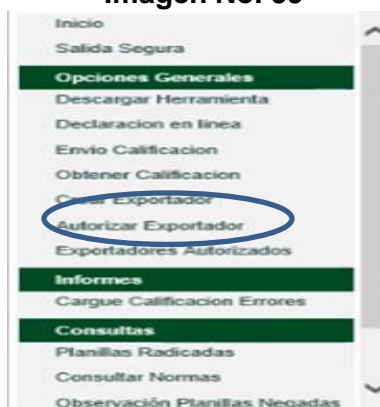 Imagen No. 33
Inicio
Salida Segura
Opciones Generales
Descargar Herramienta
Declaracion en linea
Envio Calificacion
Obtener Calificacion
Crear Exportador
Autorizar Exportador
Exportadores Autorizados
Informes
Cargue Calificacion Errores
Consultas
Planillas Radicadas
Consultar Normas
Observación Planillas Negadas